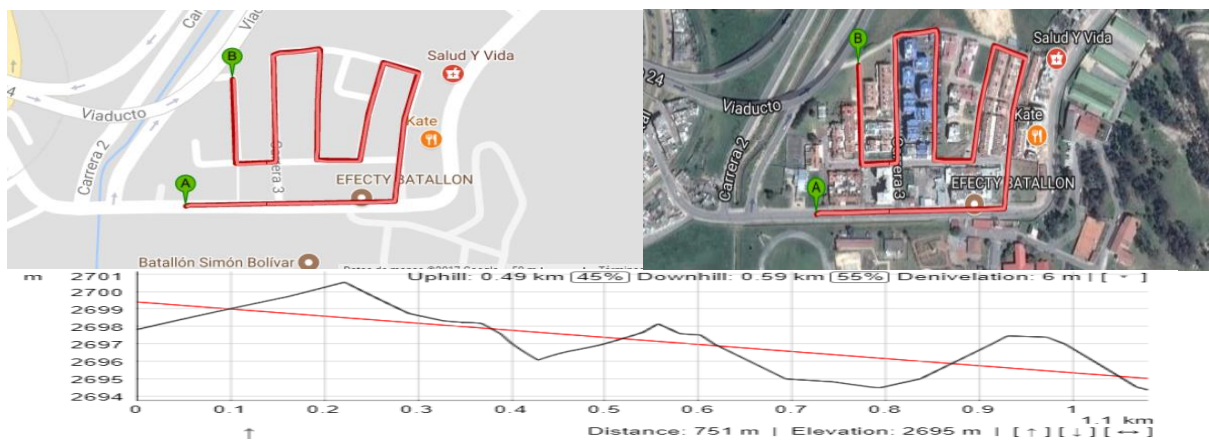 B
Viaducto
Salud Y Vida
Kate
Carrera 2
Carrera 3
A
EFECTY BATALLON
Batallón Simón Bolívar
B
Salud Y Vida
24
Viaducto
Kate
Carrera 2
Carrera 3
A
EFECTY BATALLON
m
Uphill: 0.49 km [45%] Downhill: 0.59 km [55%] Denivelation: 6 m | [ - ]
2701
2700
2699
2698
2697
2696
2695
2694
0 0.1 0.2 0.3 0.4 0.5 0.6 0.7 0.8 0.9 1 1.1 km
↑ Distance: 751 m | Elevation: 2695 m | [ ↑ ] [ ↓ ] [ ↔ ]